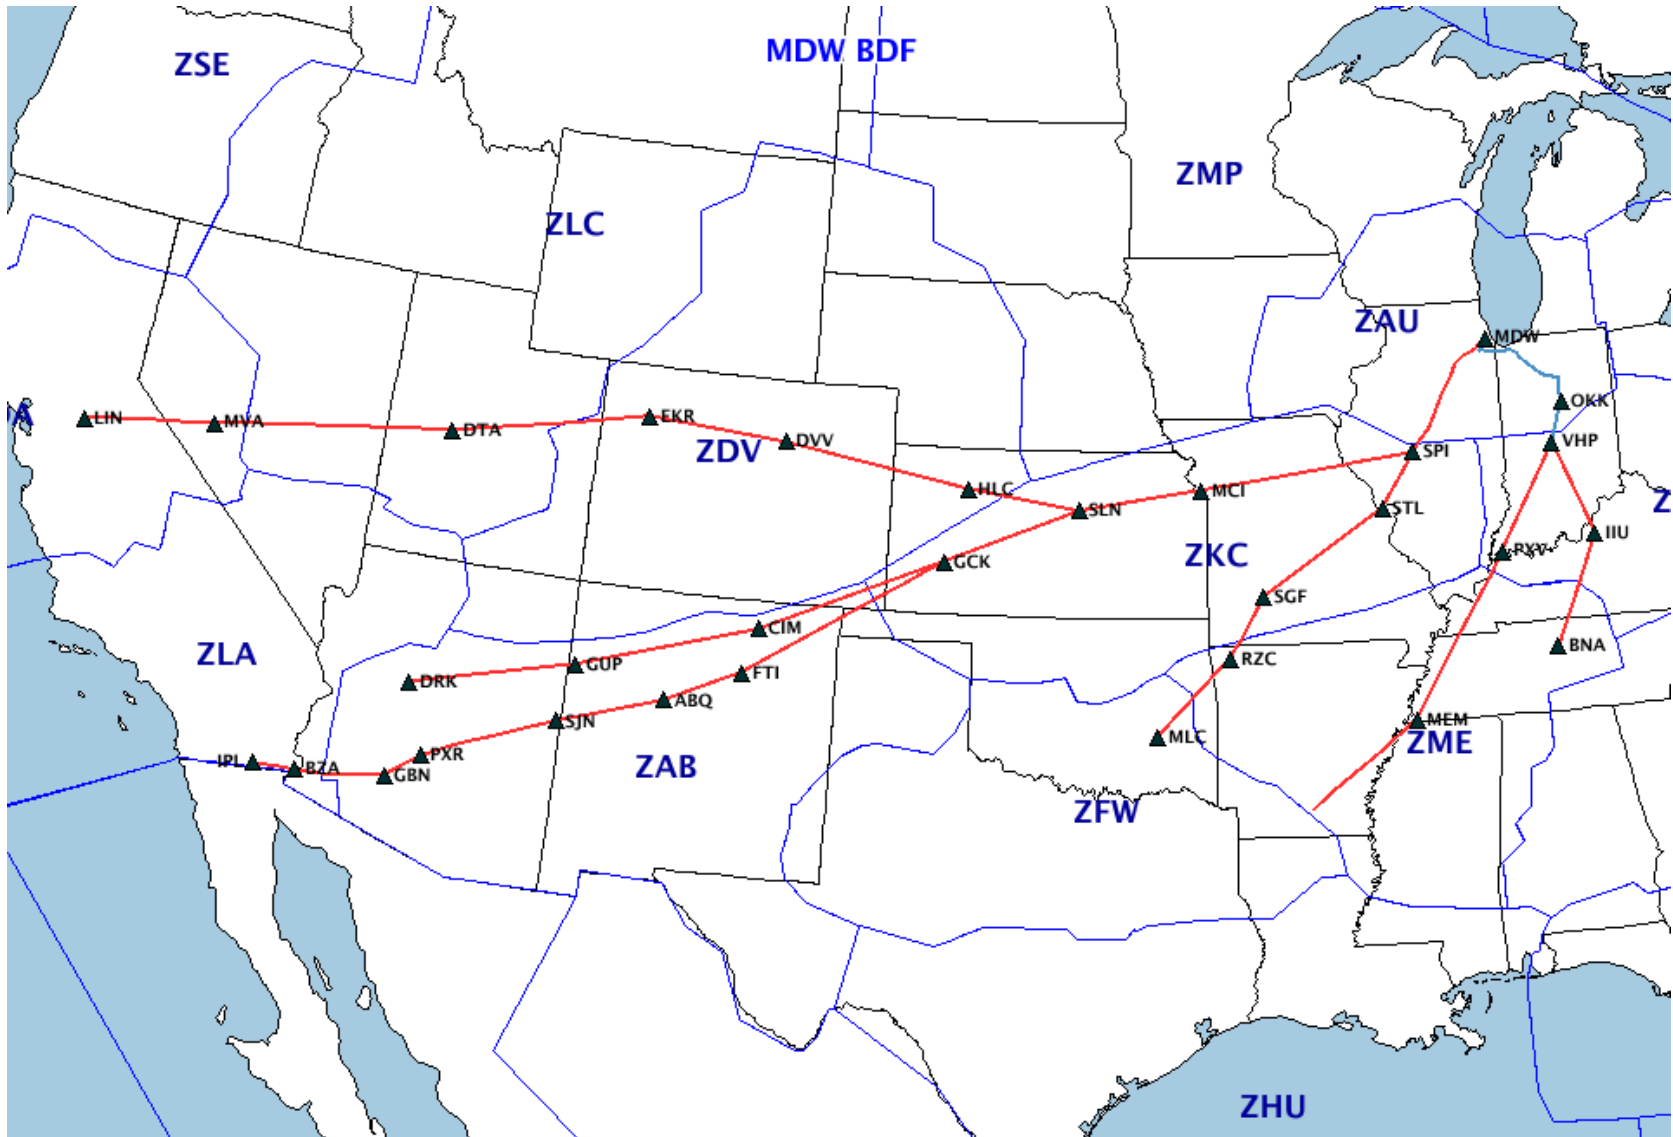 MDW BDF
ZSE
ZMP
ZLC
ZAU
MDW
OKK
LIN
MVA
DTA
EKR
DVV
ZDV
VHP
SPI
HLC
MCI
SLN
STL
IIU
PXV
ZKC
GCK
SGF
CIM
ZLA
GUP
RZC
BNA
DRK
FTI
ABQ
SJN
MEM
ZME
MLC
PXR
IPL
BZA
GBN
ZAB
ZFW
ZHU